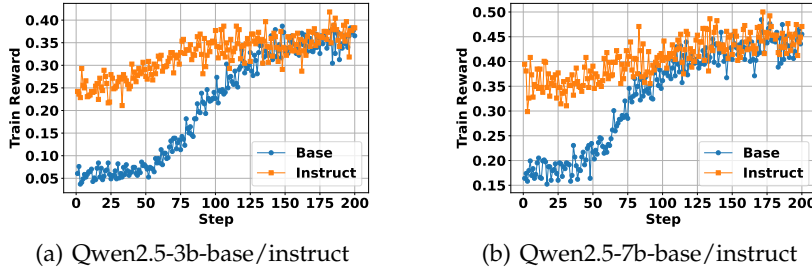 0.40
0.35
0.30
0.25
0.20
0.15
0.10
0.05
Train Reward
0 25 50 75 100 125 150 175 200
Step
Base
Instruct
(a) Qwen2.5-3b-base/instruct
0.50
0.45
0.40
0.35
0.30
0.25
0.20
0.15
Train Reward
0 25 50 75 100 125 150 175 200
Step
Base
Instruct
(b) Qwen2.5-7b-base/instruct